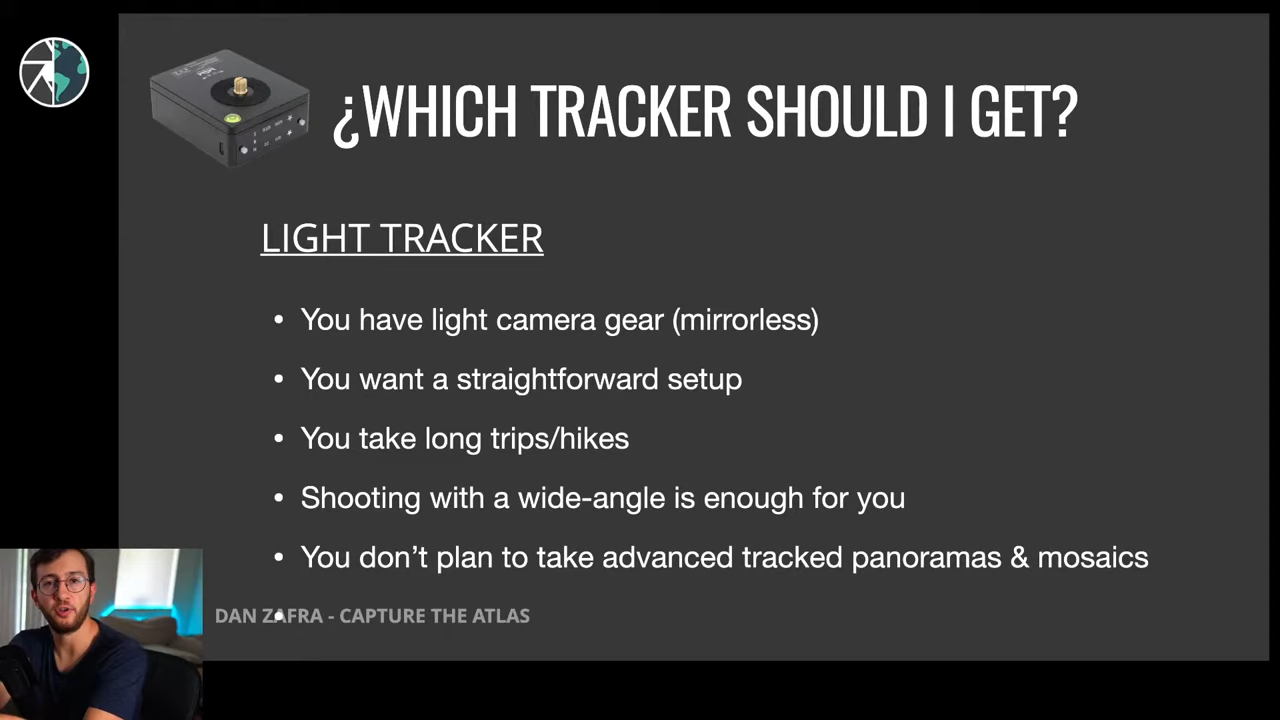 ¿WHICH TRACKER SHOULD I GET?
LIGHT TRACKER
• You have light camera gear (mirrorless)
• You want a straightforward setup
• You take long trips/hikes
• Shooting with a wide-angle is enough for you
• You don’t plan to take advanced tracked panoramas & mosaics
DAN ZAFRA - CAPTURE THE ATLAS